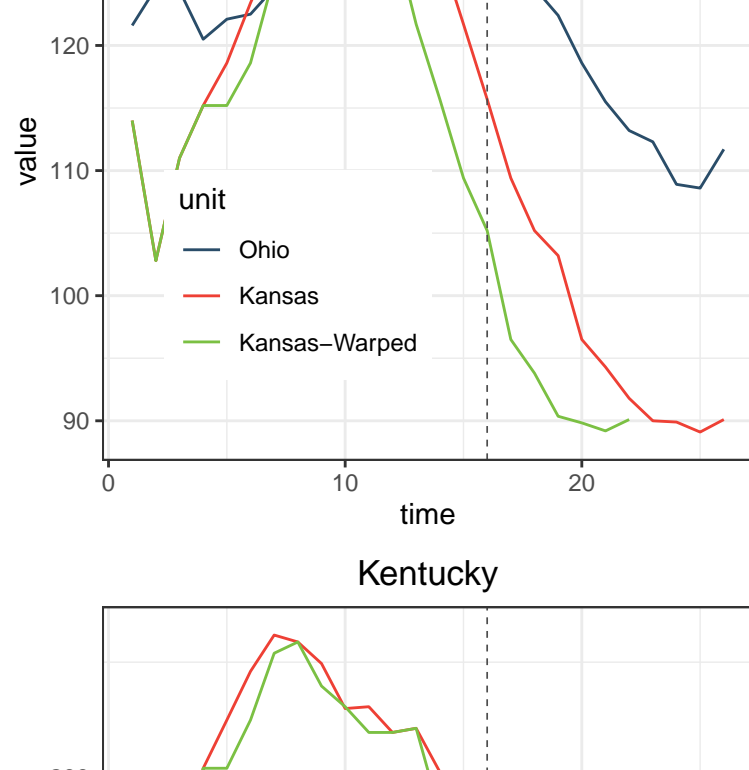 120
110
100
90
value
unit
Ohio
Kansas
Kansas−Warped
0 10 20
time
Kentucky